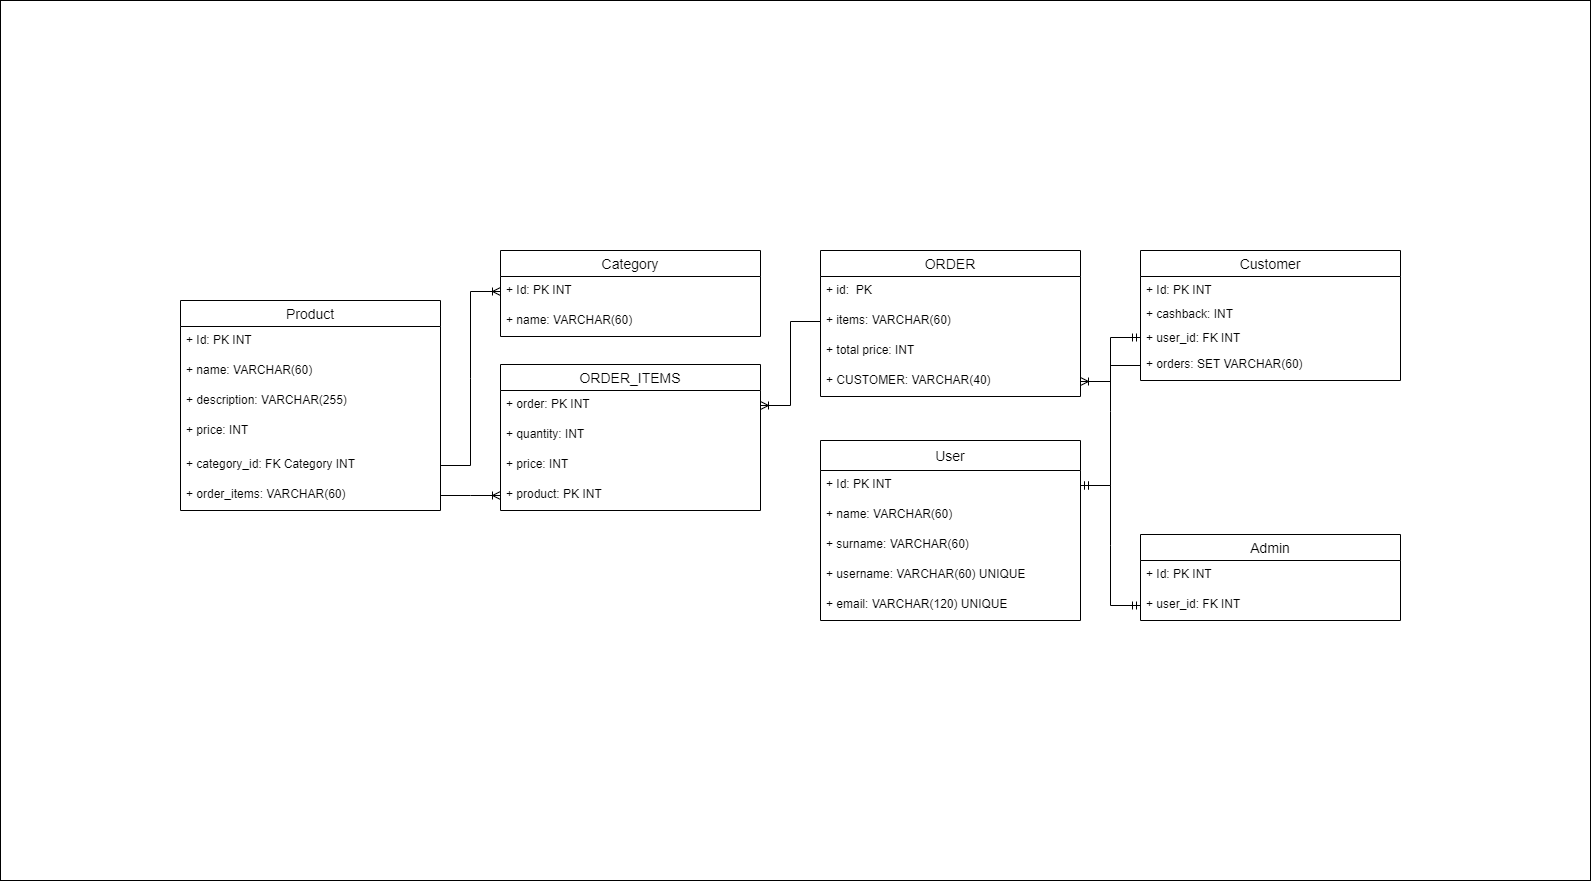 Product
+ Id: PK INT
+ name: VARCHAR(60)
+ description: VARCHAR(255)
+ price: INT
+ category_id: FK Category INT
+ order_items: VARCHAR(60)
Category
+ Id: PK INT
+ name: VARCHAR(60)
ORDER_ITEMS
+ order: PK INT
+ quantity: INT
+ price: INT
+ product: PK INT
ORDER
+ id:  PK
+ items: VARCHAR(60)
+ total price: INT
+ CUSTOMER: VARCHAR(40)
User
+ Id: PK INT
+ name: VARCHAR(60)
+ surname: VARCHAR(60)
+ username: VARCHAR(60) UNIQUE
+ email: VARCHAR(120) UNIQUE
Customer
+ Id: PK INT
+ cashback: INT
+ user_id: FK INT
+ orders: SET VARCHAR(60)
Admin
+ Id: PK INT
+ user_id: FK INT